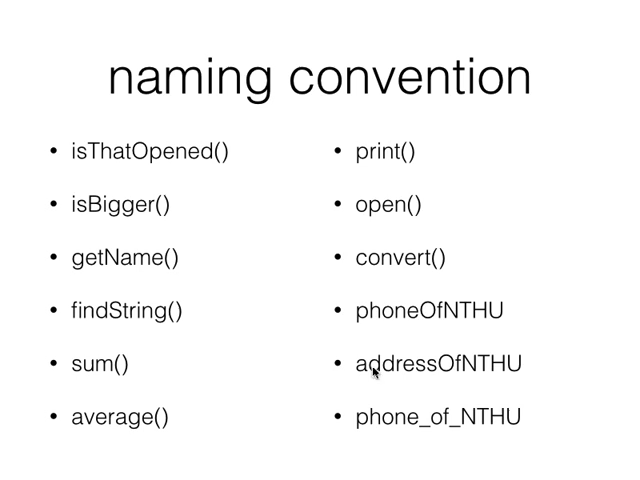 naming convention
• isThatOpened()
• isBigger()
• getName()
• findString()
• sum()
• average()
• print()
• open()
• convert()
• phoneOfNTHU
• addressOfNTHU
• phone_of_NTHU